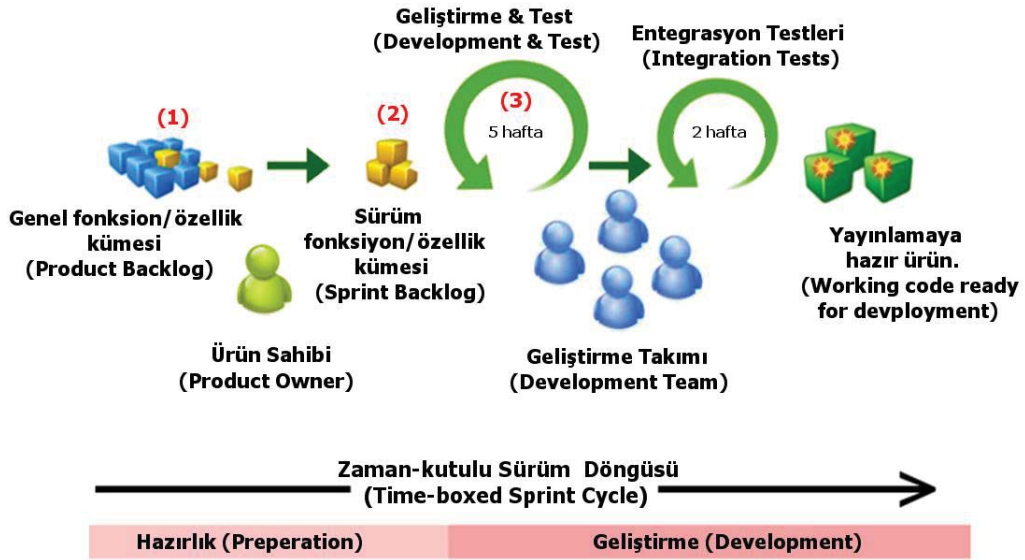 Geliştirme & Test
(Development & Test)
Entegrasyon Testleri
(Integration Tests)
(1)
(2)
(3)
5 hafta
2 hafta
Genel fonksion/özellik
kümesi
(Product Backlog)
Sürüm
fonksiyon/özellik
kümesi
(Sprint Backlog)
Yayınlamaya
hazır ürün.
(Working code ready
for devployment)
Ürün Sahibi
(Product Owner)
Geliştirme Takımı
(Development Team)
Zaman-kutulu Sürüm Döngüsü
(Time-boxed Sprint Cycle)
Hazırlık (Preperation)
Geliştirme (Development)